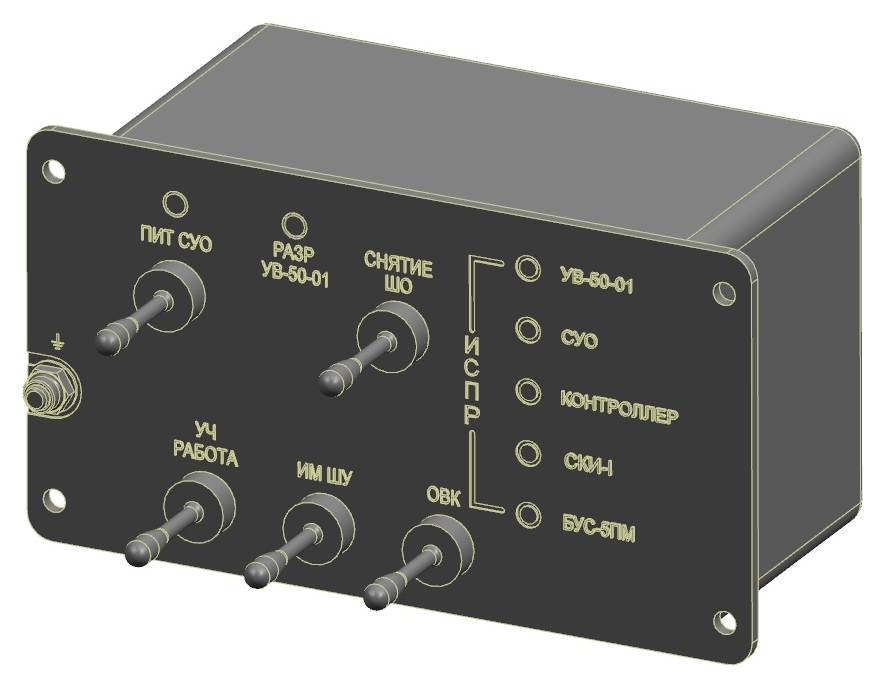 ПИТ СУО
РАЗР
УВ-50-01
СНЯТИЕ
ШО
ИСПР
УВ-50-01
СУО
КОНТРОЛЛЕР
СКИ-I
БУС-5ПМ
УЧ
РАБОТА
ИМ ШУ
ОВК